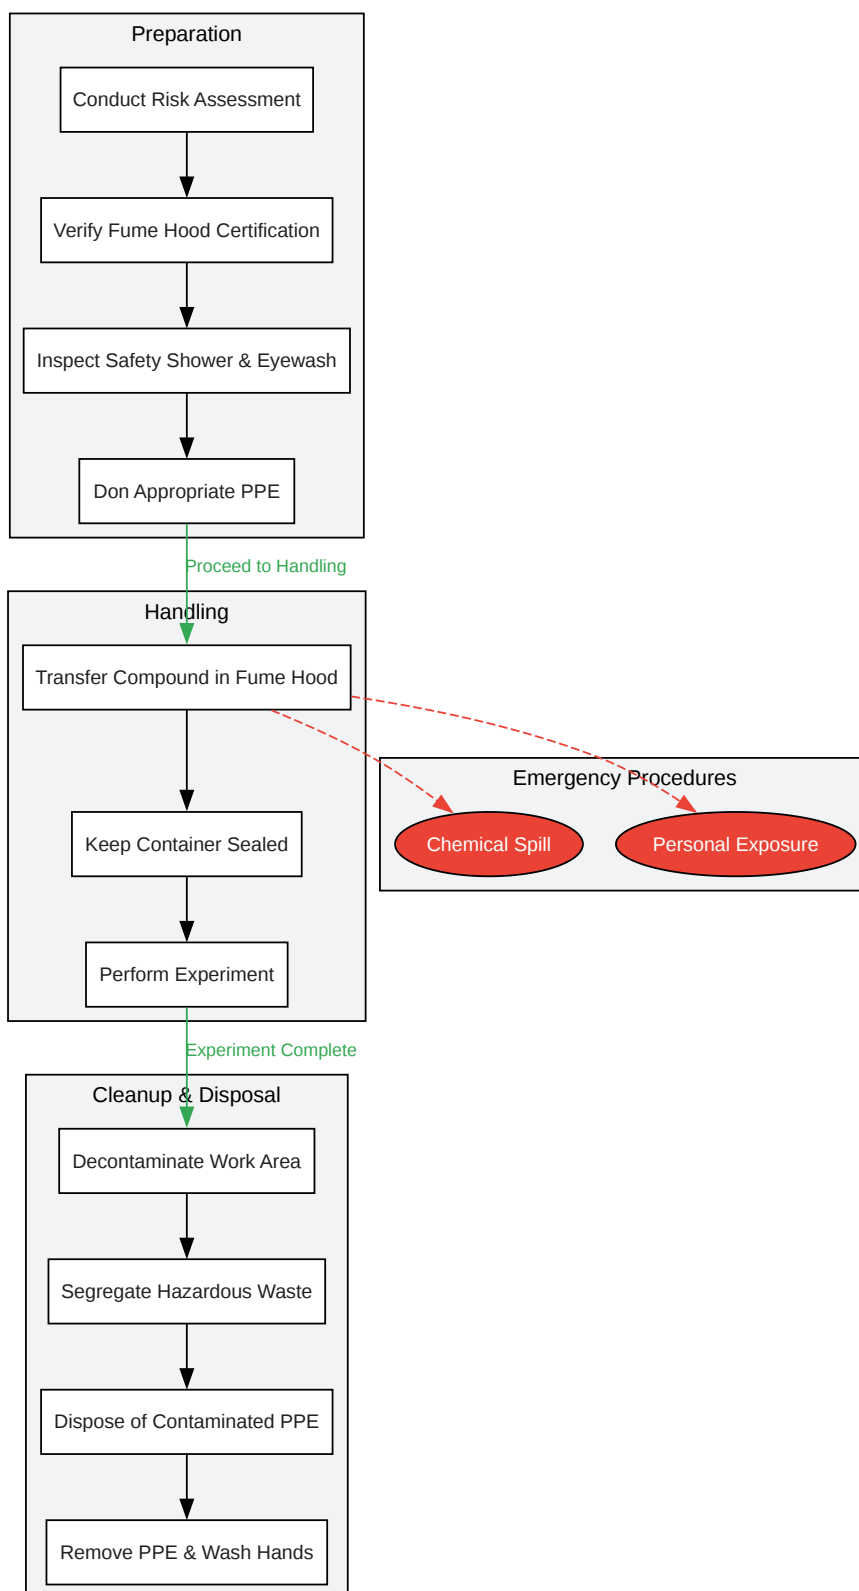 Preparation
Conduct Risk Assessment
Verify Fume Hood Certification
Inspect Safety Shower & Eyewash
Don Appropriate PPE
Proceed to Handling
Handling
Transfer Compound in Fume Hood
Emergency Procedures
Chemical Spill
Personal Exposure
Keep Container Sealed
Perform Experiment
Experiment Complete
Cleanup & Disposal
Decontaminate Work Area
Segregate Hazardous Waste
Dispose of Contaminated PPE
Remove PPE & Wash Hands